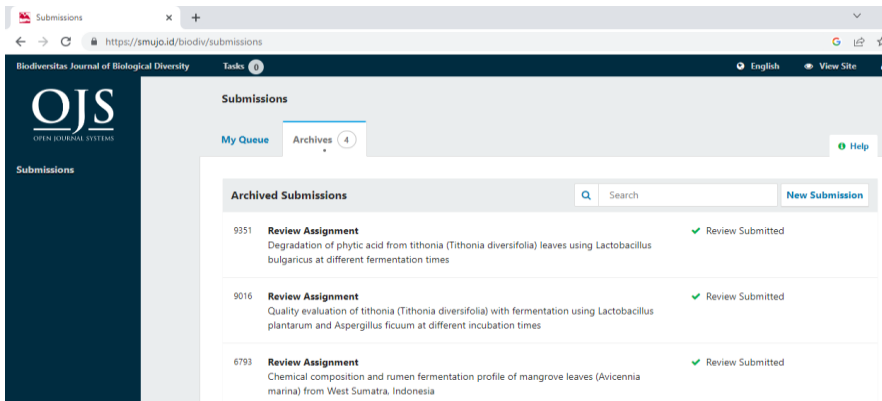 Submissions
https://smujo.id/biodiv/submissions
Biodiversitas Journal of Biological Diversity Tasks 0 English View Site
OJS
OPEN JOURNAL SYSTEMS
Submissions
Submissions
My Queue Archives 4
Help
Archived Submissions Search New Submission
9351 Review Assignment Review Submitted
Degradation of phytic acid from tithonia (Tithonia diversifolia) leaves using Lactobacillus
bulgaricus at different fermentation times
9016 Review Assignment Review Submitted
Quality evaluation of tithonia (Tithonia diversifolia) with fermentation using Lactobacillus
plantarum and Aspergillus ficuum at different incubation times
6793 Review Assignment Review Submitted
Chemical composition and rumen fermentation profile of mangrove leaves (Avicennia
marina) from West Sumatra, Indonesia